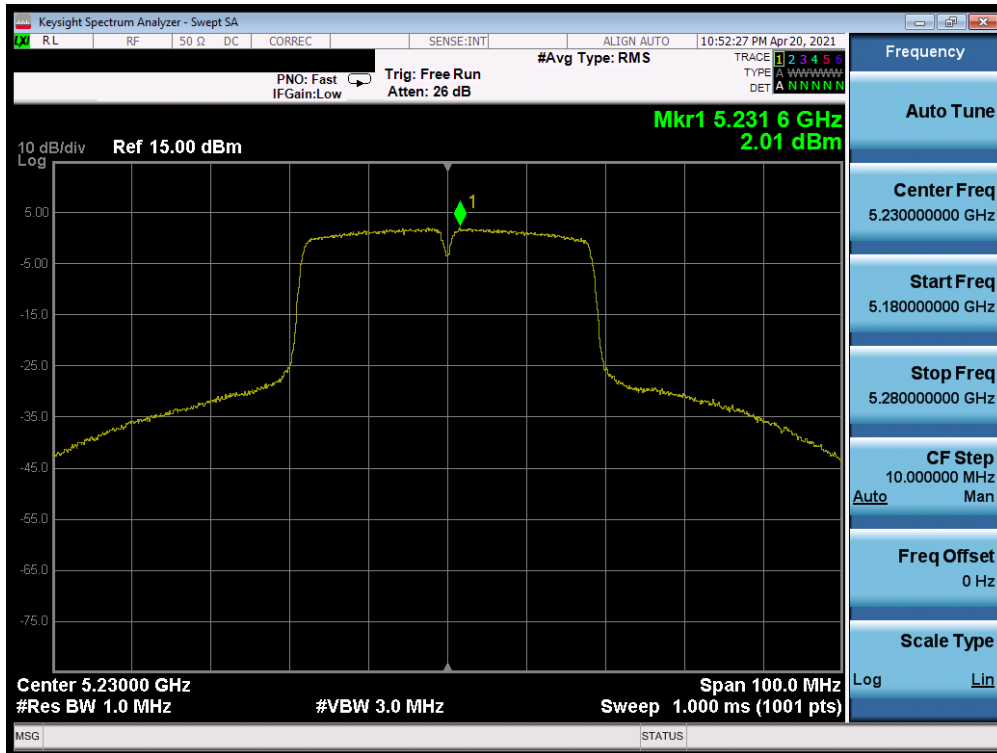 Keysight Spectrum Analyzer - Swept SA
LXI RL RF 50 Ω DC CORREC SENSE:INT ALIGN AUTO 10:52:27 PM Apr 20, 2021
PNO: Fast
IFGain:Low
Trig: Free Run
Atten: 26 dB
#Avg Type: RMS
TRACE 1 2 3 4 5 6
TYPE A WWWWW
DET A N N N N N
Mkr1 5.231 6 GHz
2.01 dBm
10 dB/div
Log
Ref 15.00 dBm
1
5.00
-5.00
-15.0
-25.0
-35.0
-45.0
-55.0
-65.0
-75.0
Center 5.23000 GHz
Span 100.0 MHz
#Res BW 1.0 MHz
#VBW 3.0 MHz
Sweep 1.000 ms (1001 pts)
MSG
STATUS
Frequency
Auto Tune
Center Freq
5.230000000 GHz
Start Freq
5.180000000 GHz
Stop Freq
5.280000000 GHz
CF Step
10.000000 MHz
Auto Man
Freq Offset
0 Hz
Scale Type
Log Lin